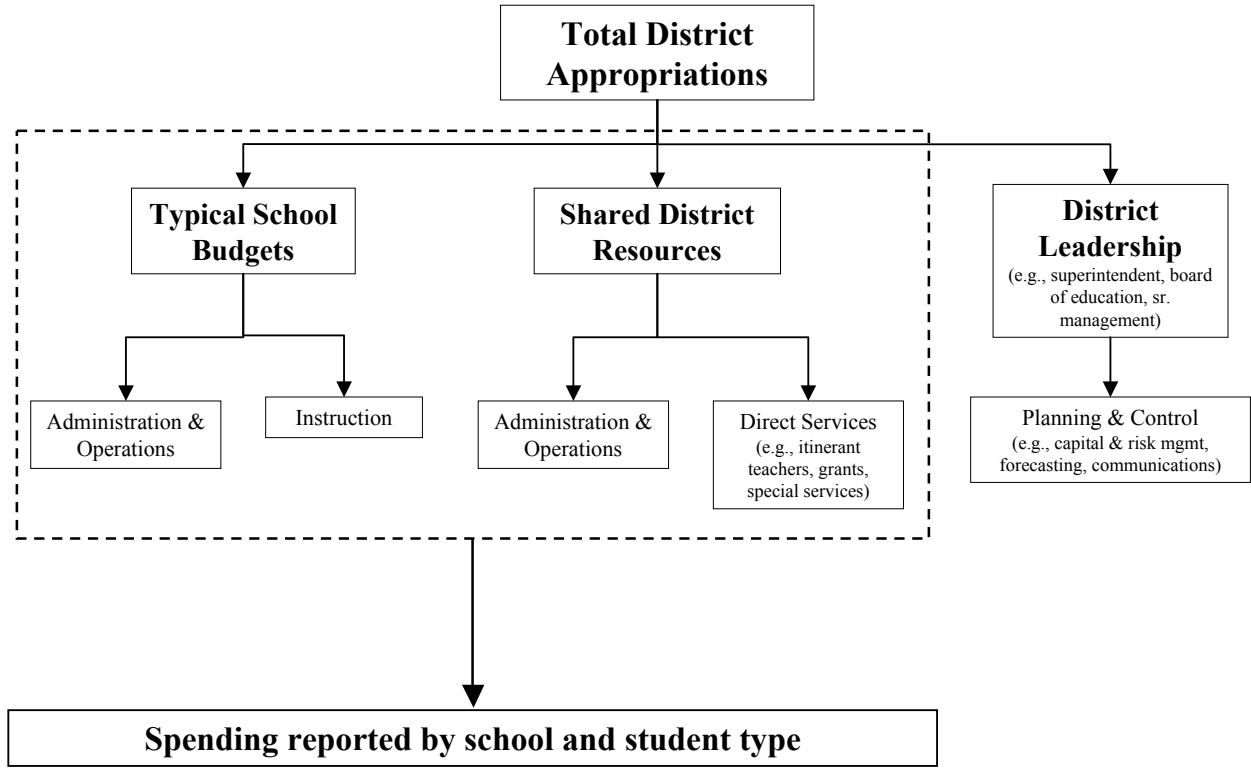 Total District
Appropriations
Typical School
Budgets
Shared District
Resources
District
Leadership
(e.g., superintendent, board
of education, sr.
management)
Administration &
Operations
Instruction
Administration &
Operations
Direct Services
(e.g., itinerant
teachers, grants,
special services)
Planning & Control
(e.g., capital & risk mgmt,
forecasting, communications)
Spending reported by school and student type